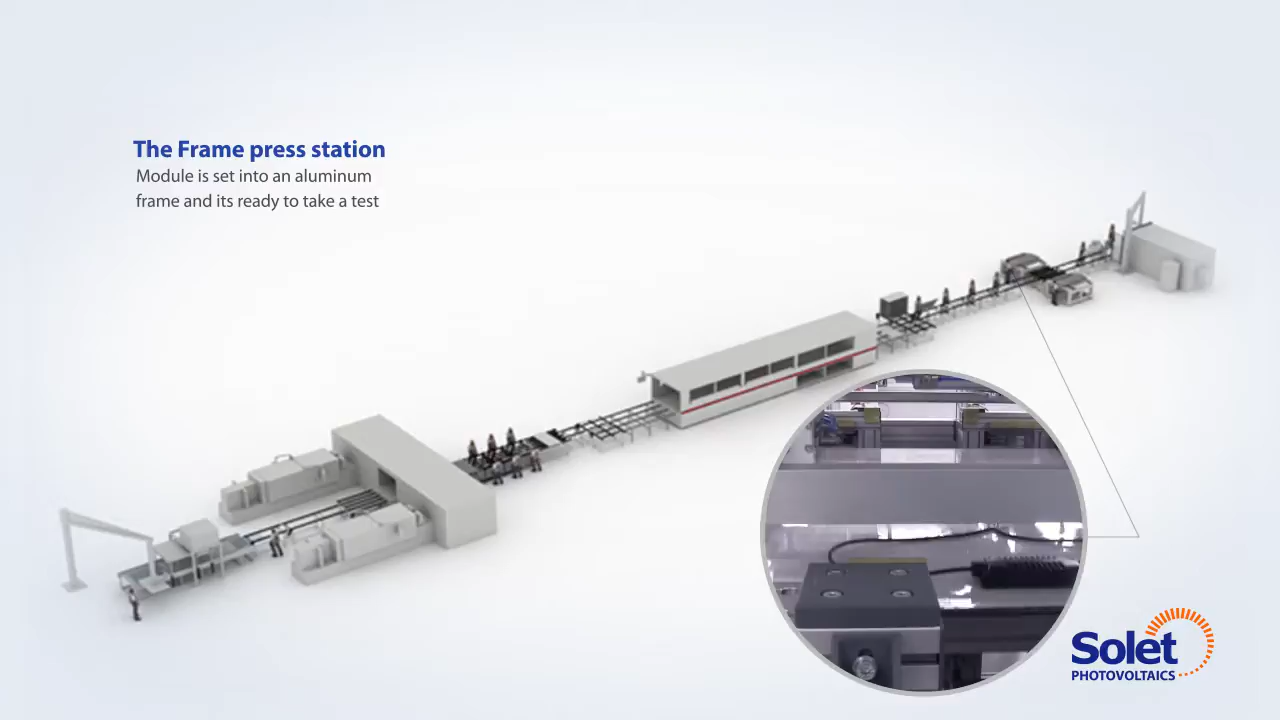 The Frame press station
Module is set into an aluminum
frame and its ready to take a test
Solet
PHOTOVOLTAICS